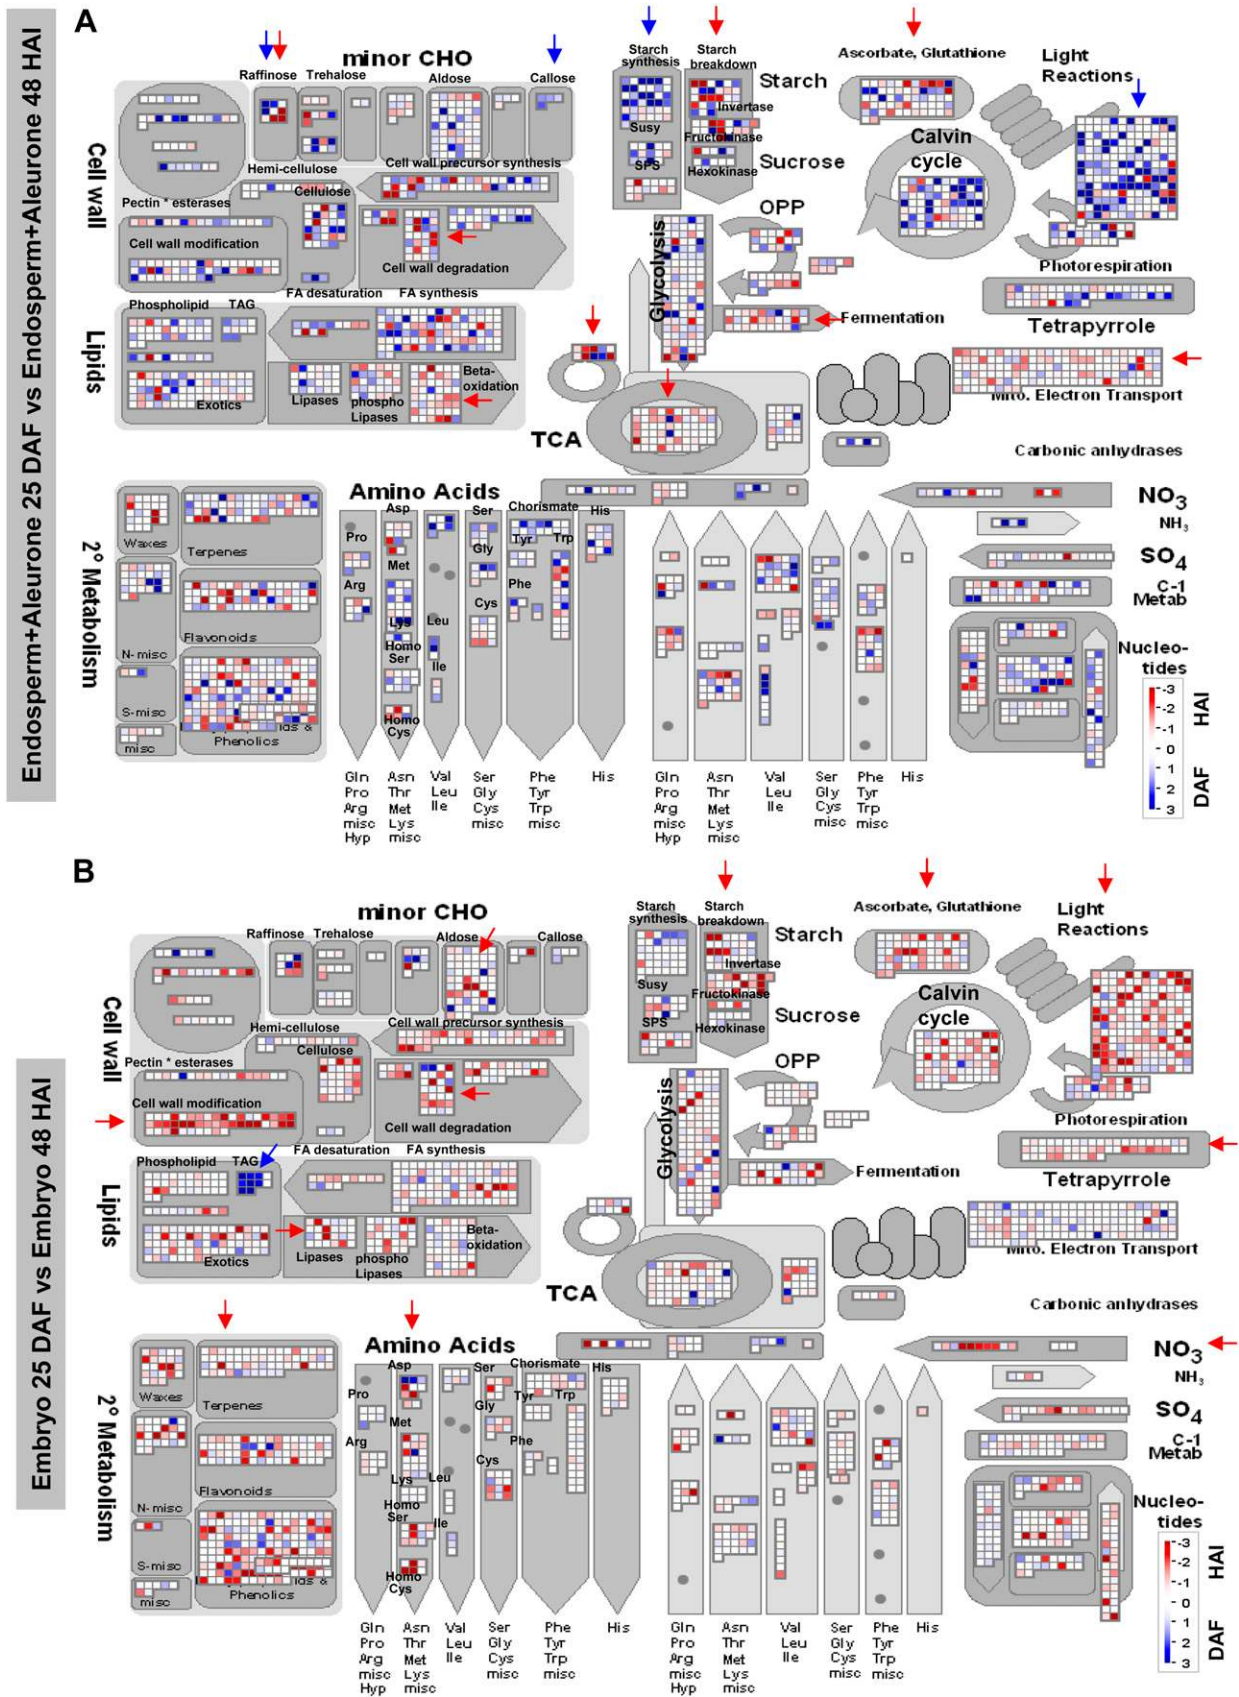 A
Endosperm+Aleurone 25 DAF vs Endosperm+Aleurone 48 HAI
minor CHO
Raffinose
Trehalose
Aldose
Callose
Starch synthesis
Starch breakdown
Starch
Invertase
Susy
Fructokinase
SPS
Hexokinase
Sucrose
Ascorbate, Glutathione
Light
Reactions
Calvin
cycle
Cell wall
Hemi-cellulose
Cellulose
Cell wall precursor synthesis
Pectin * esterases
Cell wall modification
Cell wall degradation
OPP
Glycolysis
Photorespiration
Tetrapyrrole
Fermentation
Lipids
Phospholipid
TAG
FA desaturation
FA synthesis
Exotics
Lipases
phospho
Lipases
Beta-
oxidation
TCA
Mito. Electron Transport
Carbonic anhydrases
2° Metabolism
Waxes
Terpenes
N-misc
Flavonoids
S-misc
misc
Phenolics
Amino Acids
Pro
Arg
Asp
Met
Lys
Homo
Ser
Homo
Cys
Leu
Ile
Ser
Gly
Cys
Chorismate
Tyr
Trp
Phe
His
Gln Pro Arg misc Hyp
Asn Thr Met Lys misc
Val Leu Ile
Ser Gly Cys misc
Phe Tyr Trp misc
His
Gln Pro Arg misc Hyp
Asn Thr Met Lys misc
Val Leu Ile
Ser Gly Cys misc
Phe Tyr Trp misc
His
NO3
NH3
SO4
C-1
Metab
Nucleo-
tides
-3
-2
-1
0
1
2
3
HAI
DAF
B
Embryo 25 DAF vs Embryo 48 HAI
minor CHO
Raffinose
Trehalose
Aldose
Callose
Starch synthesis
Starch breakdown
Starch
Invertase
Susy
Fructokinase
SPS
Hexokinase
Sucrose
Ascorbate, Glutathione
Light
Reactions
Calvin
cycle
Cell wall
Hemi-cellulose
Cellulose
Cell wall precursor synthesis
Pectin * esterases
Cell wall modification
Cell wall degradation
OPP
Glycolysis
Photorespiration
Tetrapyrrole
Fermentation
Lipids
Phospholipid
TAG
FA desaturation
FA synthesis
Exotics
Lipases
phospho
Lipases
Beta-
oxidation
TCA
Mito. Electron Transport
Carbonic anhydrases
2° Metabolism
Waxes
Terpenes
N-misc
Flavonoids
S-misc
misc
Phenolics
Amino Acids
Pro
Arg
Asp
Met
Lys
Homo
Ser
Homo
Cys
Leu
Ile
Ser
Gly
Cys
Chorismate
Tyr
Trp
Phe
His
Gln Pro Arg misc Hyp
Asn Thr Met Lys misc
Val Leu Ile
Ser Gly Cys misc
Phe Tyr Trp misc
His
Gln Pro Arg misc Hyp
Asn Thr Met Lys misc
Val Leu Ile
Ser Gly Cys misc
Phe Tyr Trp misc
His
NO3
NH3
SO4
C-1
Metab
Nucleo-
tides
-3
-2
-1
0
1
2
3
HAI
DAF